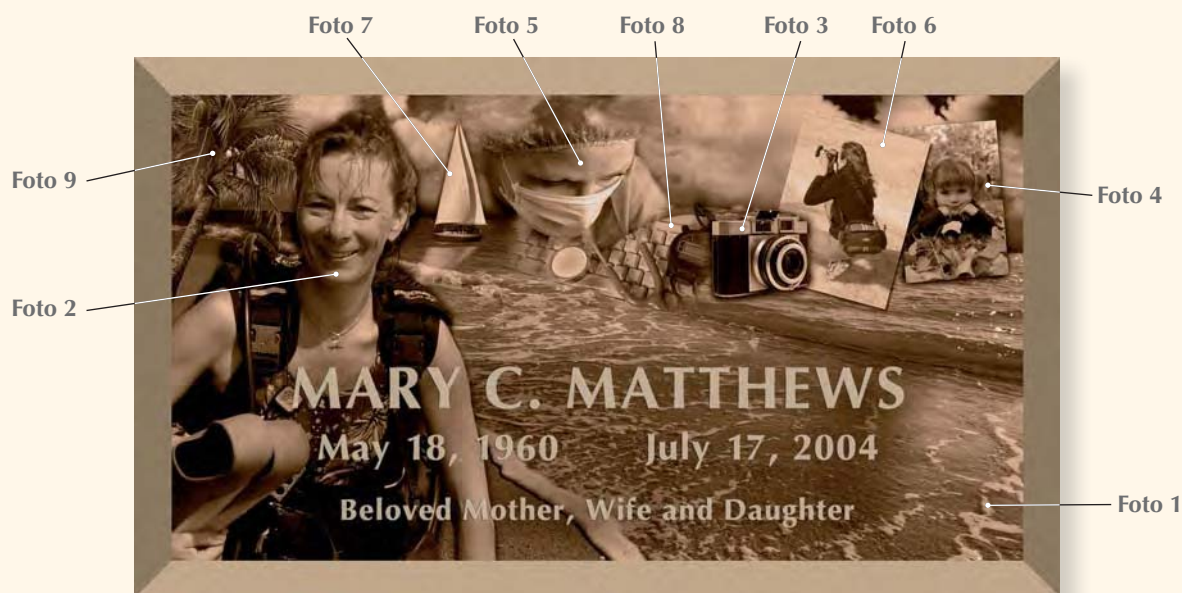 Foto 7 Foto 5 Foto 8 Foto 3 Foto 6
Foto 9
Foto 4
Foto 2
MARY C. MATTHEWS
May 18, 1960 July 17, 2004
Beloved Mother, Wife and Daughter
Foto 1